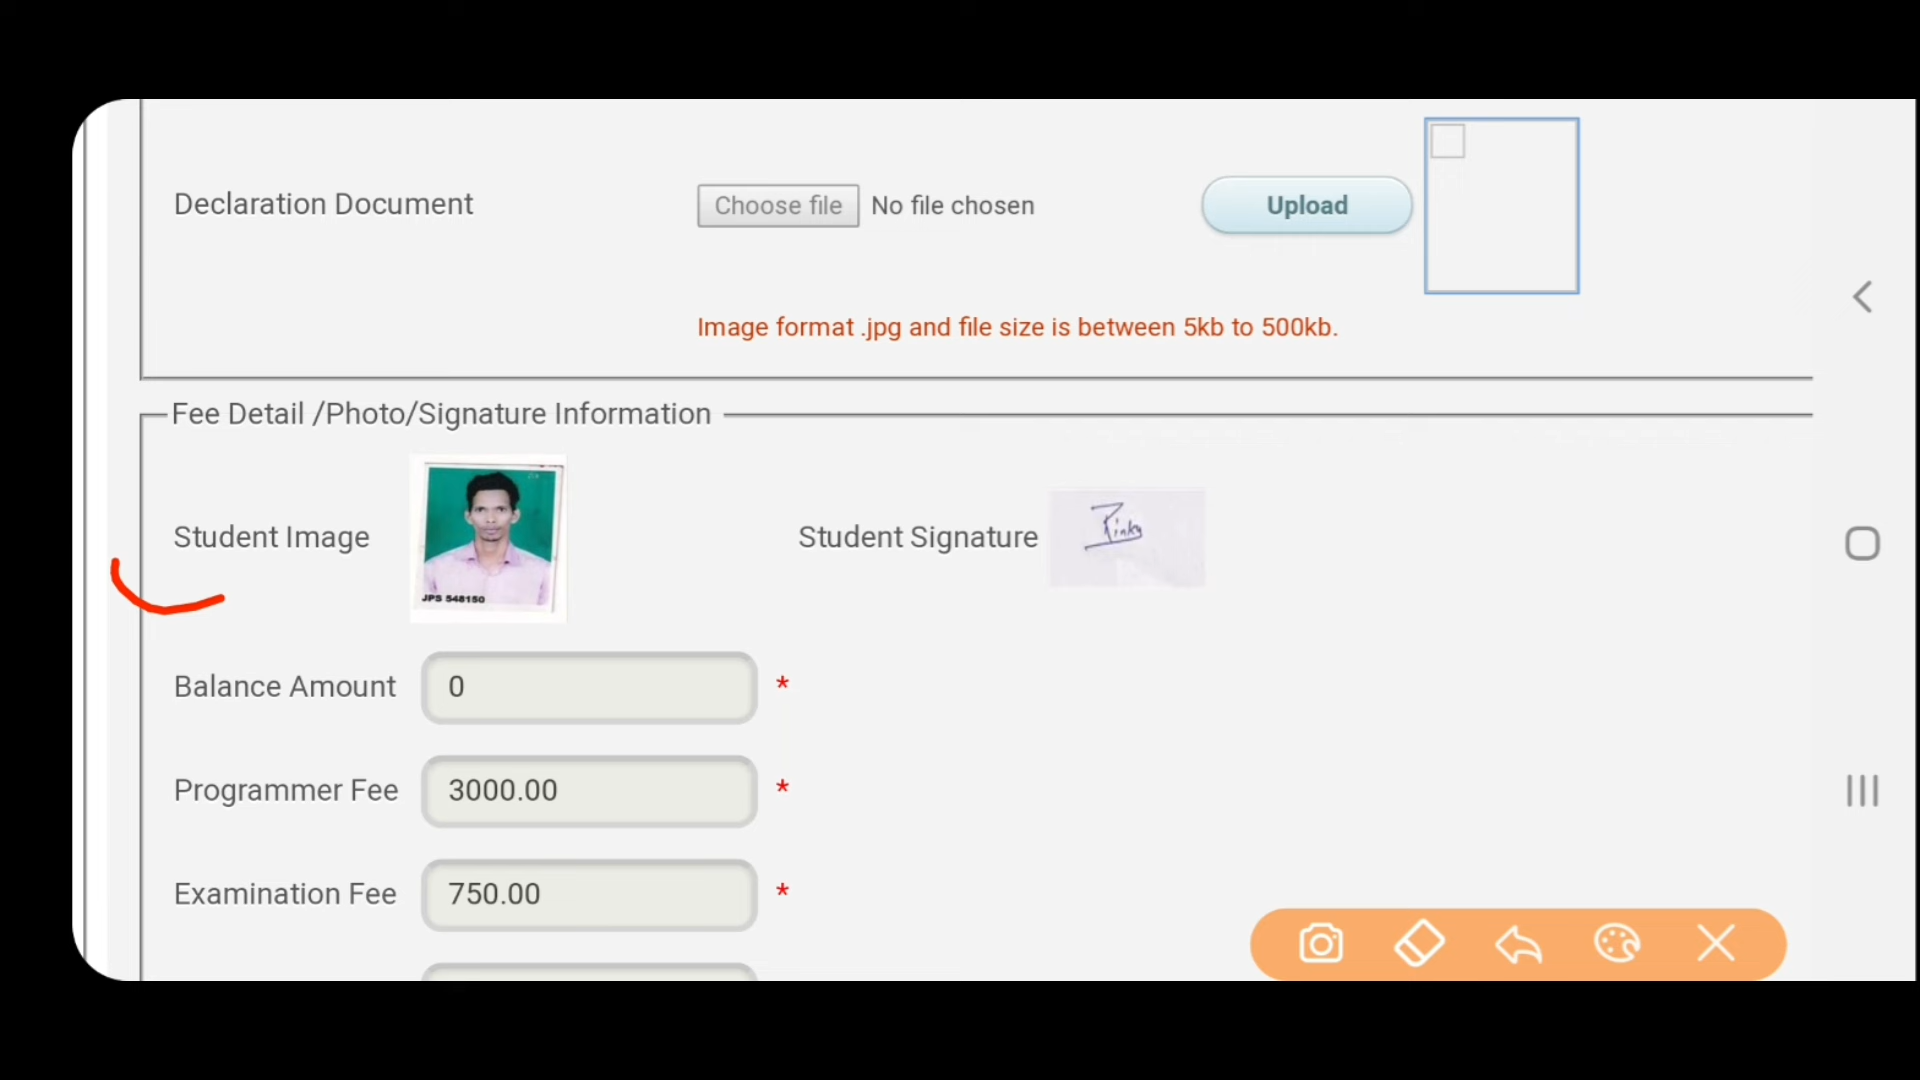 Declaration Document Choose file No file chosen Upload
Image format .jpg and file size is between 5kb to 500kb.
Fee Detail /Photo/Signature Information
Student Image
JPS 548150
Student Signature Rinky
Balance Amount 0 *
Programmer Fee 3000.00 *
Examination Fee 750.00 *